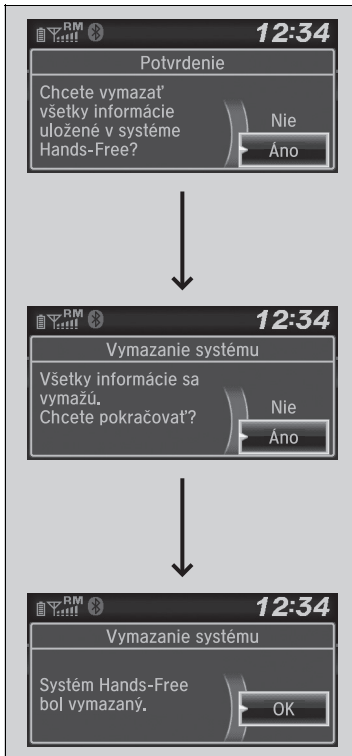 RM 12:34
Potvrdenie
Chcete vymazať
všetky informácie
uložené v systéme
Hands-Free?
Nie
Áno
RM 12:34
Vymazanie systému
Všetky informácie sa
vymažú.
Chcete pokračovať?
Nie
Áno
RM 12:34
Vymazanie systému
Systém Hands-Free
bol vymazaný.
OK